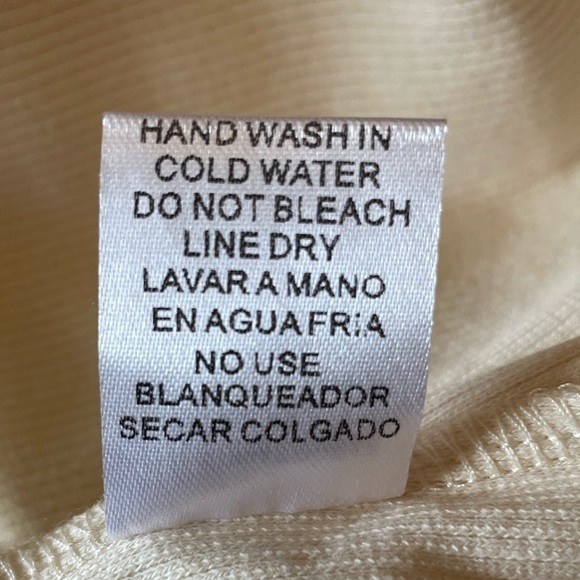 HAND WASH IN
COLD WATER
DO NOT BLEACH
LINE DRY
LAVAR A MANO
EN AGUA FRíA
NO USE
BLANQUEADOR
SECAR COLGADO